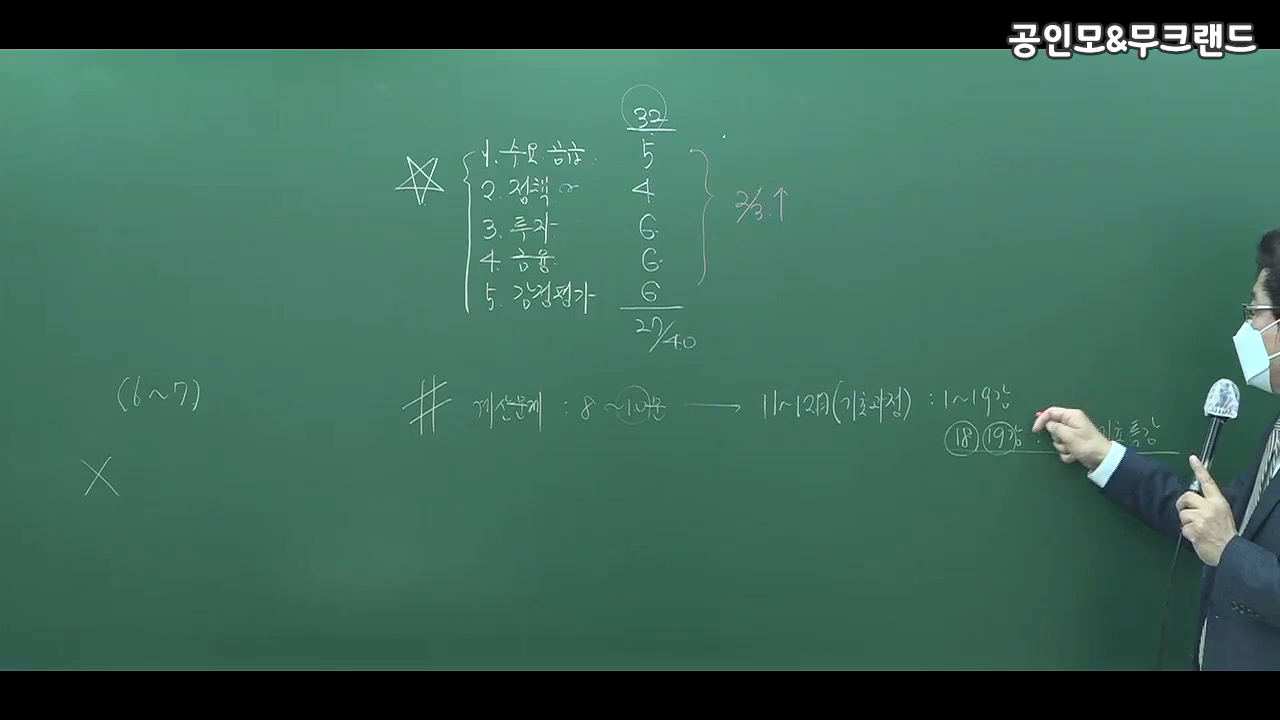 공인모&무크랜드
32
1. 수요 공급 5
2. 정책 ~ 4
3. 투자 6
4. 금융 6
5. 감정평가 6
2/3 ↑
27/40
(6~7)
# 계산문제 : 8~10문 → 11~12月(기초과정) : 1~19강
18 19강 : 특강
X